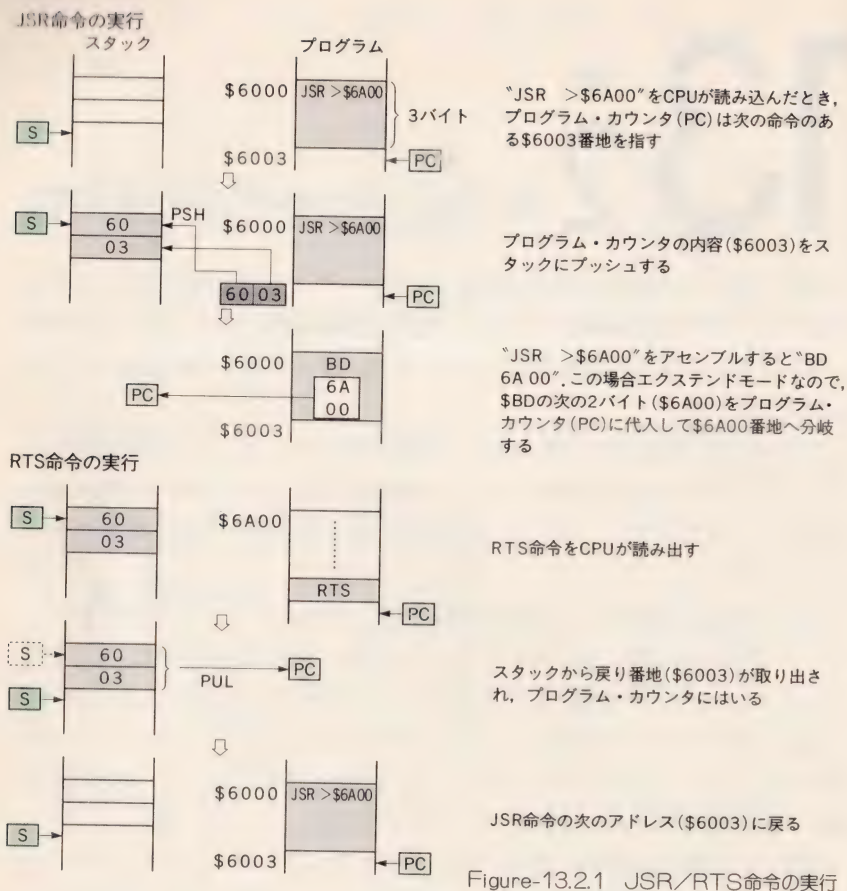 JSR命令の実行
スタック
プログラム
$6000
JSR >$6A00
3バイト
S
$6003
PC
"JSR >$6A00"をCPUが読み込んだとき,
プログラム・カウンタ(PC)は次の命令のあ
る$6003番地を指す
S
60
03
PSH
$6000
JSR >$6A00
60 03
PC
プログラム・カウンタの内容($6003)をス
タックにプッシュする
$6000
BD
6A
00
PC
$6003
"JSR >$6A00"をアセンブルすると"BD
6A 00".この場合エクステンドモードなので,
$BDの次の2バイト($6A00)をプログラム・
カウンタ(PC)に代入して$6A00番地へ分岐
する
RTS命令の実行
S
60
03
$6A00
RTS
PC
RTS命令をCPUが読み出す
S
60
03
S
PUL
PC
スタックから戻り番地($6003)が取り出さ
れ,プログラム・カウンタにはいる
S
$6000
JSR >$6A00
$6003
PC
JSR命令の次のアドレス($6003)に戻る
Figure-13.2.1 JSR/RTS命令の実行